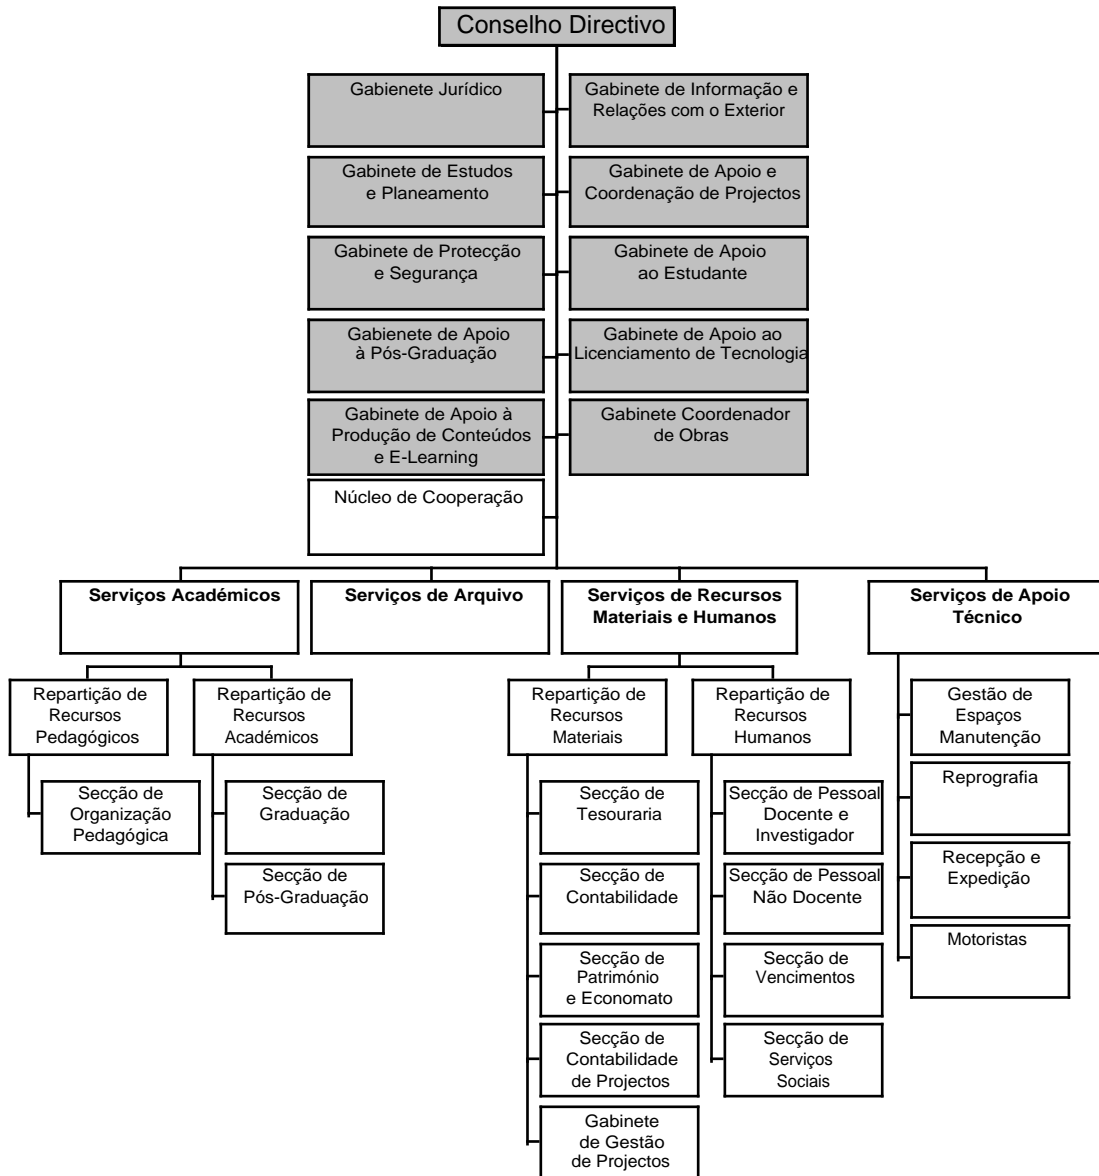 Conselho Directivo
Gabienete Jurídico
Gabinete de Informação e
Relações com o Exterior
Gabinete de Estudos
e Planeamento
Gabinete de Apoio e
Coordenação de Projectos
Gabinete de Protecção
e Segurança
Gabinete de Apoio
ao Estudante
Gabienete de Apoio
à Pós-Graduação
Gabinete de Apoio ao
Licenciamento de Tecnologia
Gabinete de Apoio à
Produção de Conteúdos
e E-Learning
Gabinete Coordenador
de Obras
Núcleo de Cooperação
Serviços Académicos
Serviços de Arquivo
Serviços de Recursos
Materiais e Humanos
Serviços de Apoio
Técnico
Repartição de
Recursos
Pedagógicos
Repartição de
Recursos
Académicos
Repartição de
Recursos
Materiais
Repartição de
Recursos
Humanos
Gestão de
Espaços
Manutenção
Secção de
Organização
Pedagógica
Secção de
Graduação
Secção de
Tesouraria
Secção de Pessoal
Docente e
Investigador
Reprografia
Secção de
Pós-Graduação
Secção de
Contabilidade
Secção de Pessoal
Não Docente
Recepção e
Expedição
Secção de
Património
e Economato
Secção de
Vencimentos
Motoristas
Secção de
Contabilidade
de Projectos
Secção de
Serviços
Sociais
Gabinete
de Gestão
de Projectos